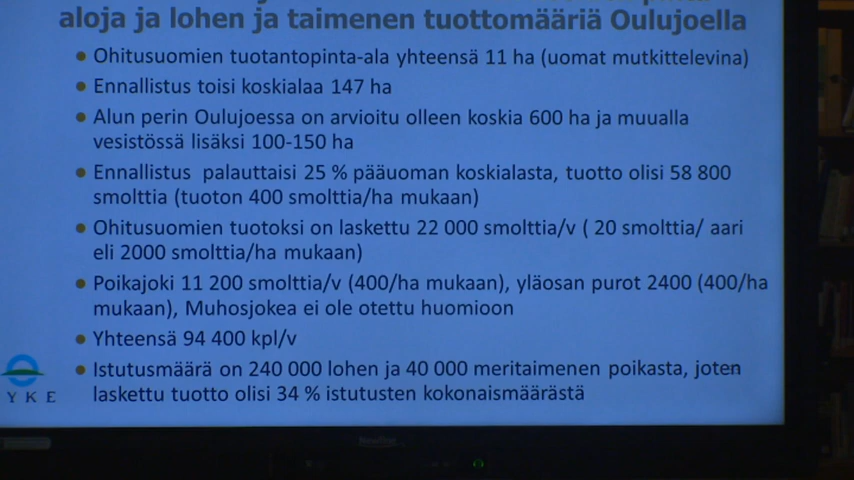 aloja ja lohen ja taimenen tuottomääriä Oulujoella
• Ohitusuomien tuotantopinta-ala yhteensä 11 ha (uomat mutkittelevina)
• Ennallistus toisi koskialaa 147 ha
• Alun perin Oulujoessa on arvioitu olleen koskia 600 ha ja muualla
vesistössä lisäksi 100-150 ha
• Ennallistus palauttaisi 25 % pääuoman koskialasta, tuotto olisi 58 800
smolttia (tuoton 400 smolttia/ha mukaan)
• Ohitusuomien tuotoksi on laskettu 22 000 smolttia/v ( 20 smolttia/ aari
eli 2000 smolttia/ha mukaan)
• Poikajoki 11 200 smolttia/v (400/ha mukaan), yläosan purot 2400 (400/ha
mukaan), Muhosjokea ei ole otettu huomioon
• Yhteensä 94 400 kpl/v
• Istutusmäärä on 240 000 lohen ja 40 000 meritaimenen poikasta, joten
laskettu tuotto olisi 34 % istutusten kokonaismäärästä
Y K E